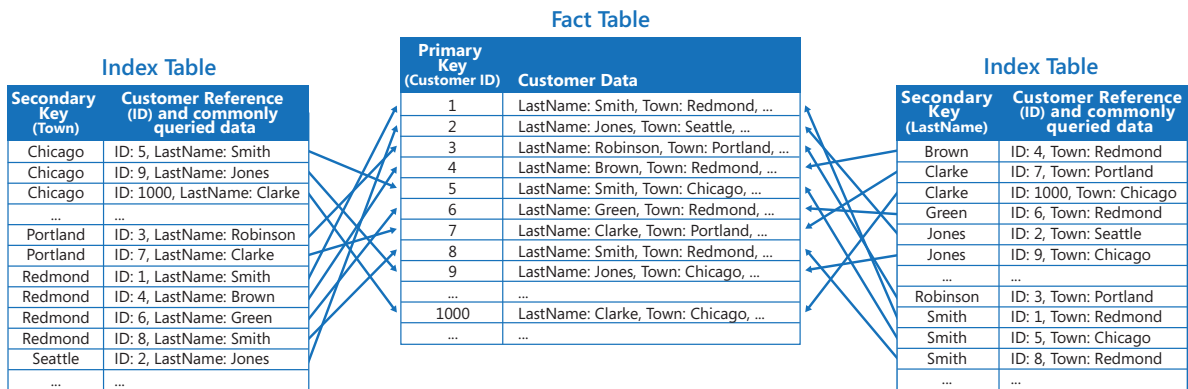 Fact Table
Primary
Key
(Customer ID) Customer Data
1 LastName: Smith, Town: Redmond, ...
2 LastName: Jones, Town: Seattle, ...
3 LastName: Robinson, Town: Portland, ...
4 LastName: Brown, Town: Redmond, ...
5 LastName: Smith, Town: Chicago, ...
6 LastName: Green, Town: Redmond, ...
7 LastName: Clarke, Town: Portland, ...
8 LastName: Smith, Town: Redmond, ...
9 LastName: Jones, Town: Chicago, ...
... ...
1000 LastName: Clarke, Town: Chicago, ...
... ...
Index Table
Secondary Customer Reference
Key (ID) and commonly
(Town) queried data
Chicago ID: 5, LastName: Smith
Chicago ID: 9, LastName: Jones
Chicago ID: 1000, LastName: Clarke
... ...
Portland ID: 3, LastName: Robinson
Portland ID: 7, LastName: Clarke
Redmond ID: 1, LastName: Smith
Redmond ID: 4, LastName: Brown
Redmond ID: 6, LastName: Green
Redmond ID: 8, LastName: Smith
Seattle ID: 2, LastName: Jones
... ...
Index Table
Secondary Customer Reference
Key (ID) and commonly
(LastName) queried data
Brown ID: 4, Town: Redmond
Clarke ID: 7, Town: Portland
Clarke ID: 1000, Town: Chicago
Green ID: 6, Town: Redmond
Jones ID: 2, Town: Seattle
Jones ID: 9, Town: Chicago
... ...
Robinson ID: 3, Town: Portland
Smith ID: 1, Town: Redmond
Smith ID: 5, Town: Chicago
Smith ID: 8, Town: Redmond
... ...